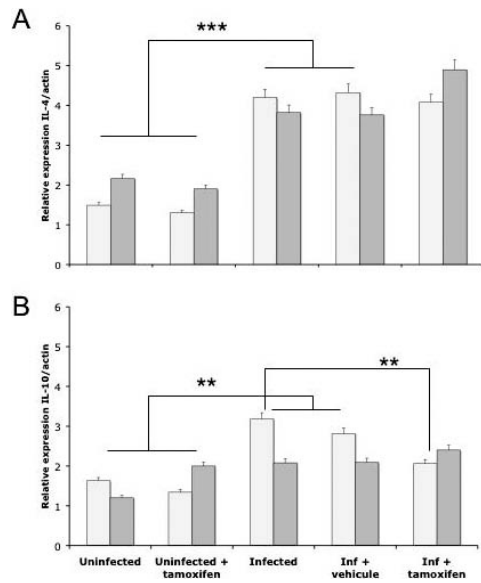 A
Relative expression IL-4/actin
6
5
4
3
2
1
0
***
B
Relative expression IL-10/actin
6
5
4
3
2
1
0
**
**
Uninfected
Uninfected +
tamoxifen
Infected
Inf +
vehicule
Inf +
tamoxifen